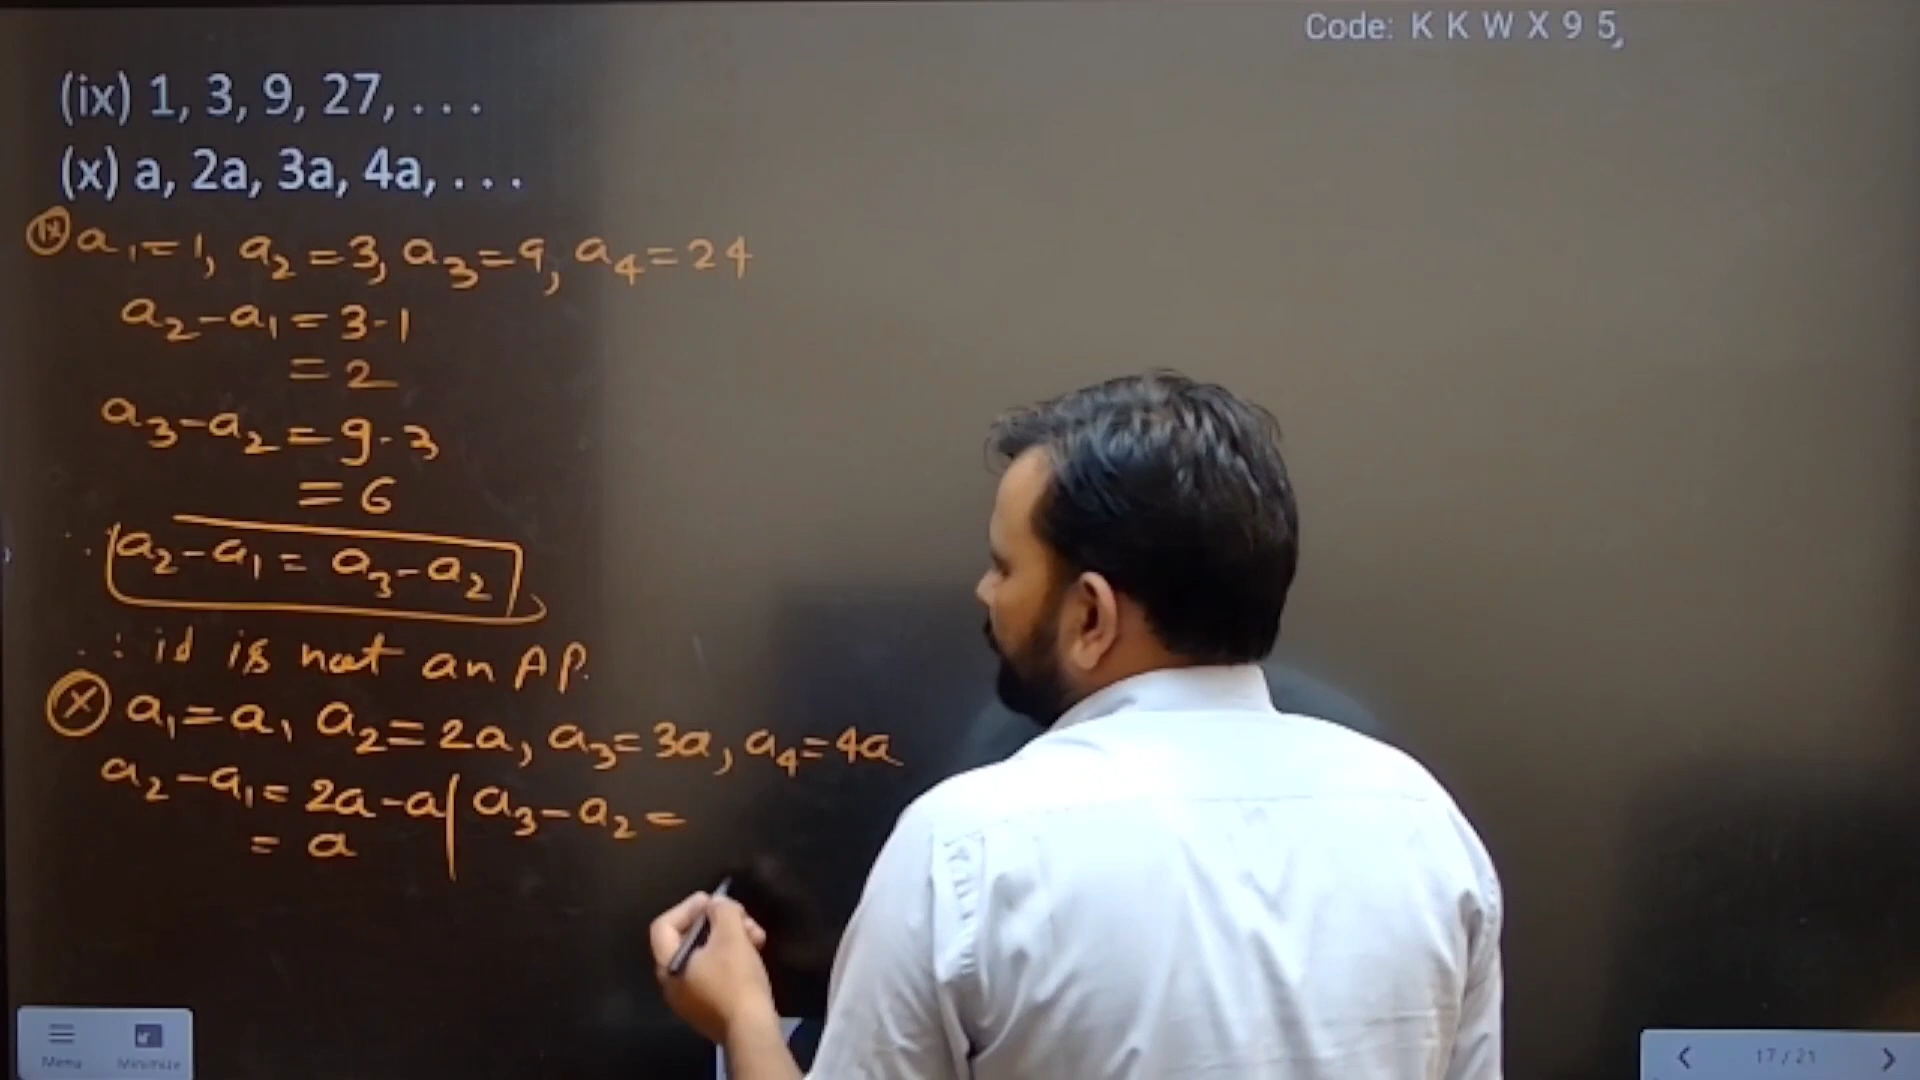 Code: K K W X 9 5
(ix) 1, 3, 9, 27, . . .
(x) a, 2a, 3a, 4a, . . .
(ix) a₁ = 1, a₂ = 3, a₃ = 9, a₄ = 24
a₂ - a₁ = 3 - 1
= 2
a₃ - a₂ = 9 - 3
= 6
∴ a₂ - a₁ = a₃ - a₂
∴ id is not an AP.
(X) a₁ = a, a₂ = 2a, a₃ = 3a, a₄ = 4a
a₂ - a₁ = 2a - a | a₃ - a₂ =
= a
Menu Minimize
17 / 21